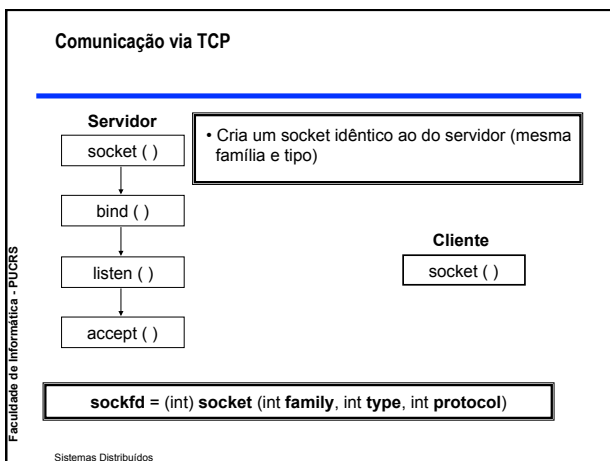 Comunicação via TCP
Servidor
socket ( )
• Cria um socket idêntico ao do servidor (mesma
família e tipo)
bind ( )
Cliente
listen ( )
socket ( )
accept ( )
sockfd = (int) socket (int family, int type, int protocol)
Faculdade de Informática - PUCRS
Sistemas Distribuídos